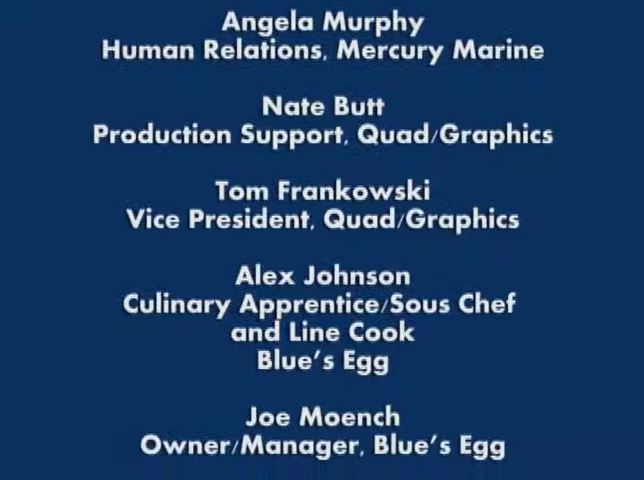 Angela Murphy
Human Relations, Mercury Marine
Nate Butt
Production Support, Quad/Graphics
Tom Frankowski
Vice President, Quad/Graphics
Alex Johnson
Culinary Apprentice/Sous Chef
and Line Cook
Blue's Egg
Joe Moench
Owner/Manager, Blue's Egg